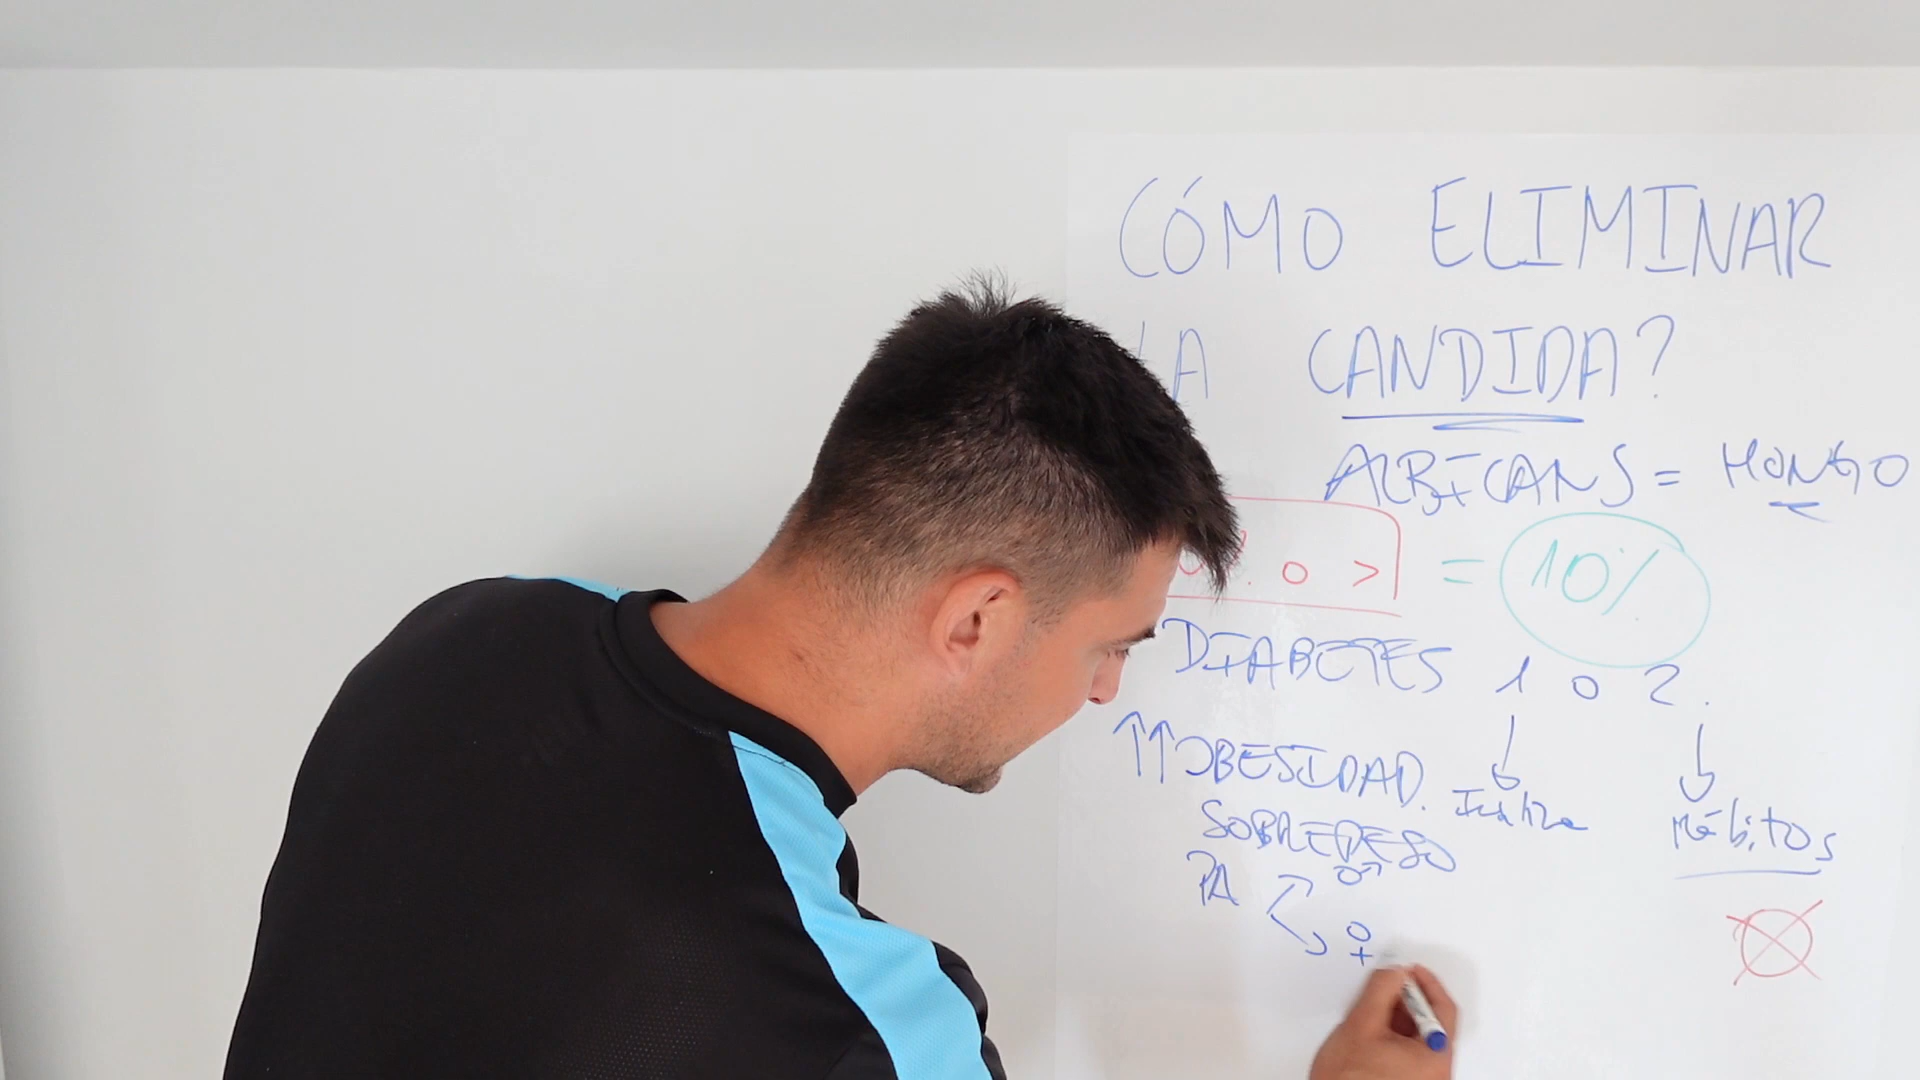 CÓMO ELIMINAR
LA CANDIDA?
ALBICANS = HONGO
. O > = 10%
DIABETES 1 o 2.
↑↑ OBESIDAD.
Hábitos
SOBREPESO
PA ♂
♀